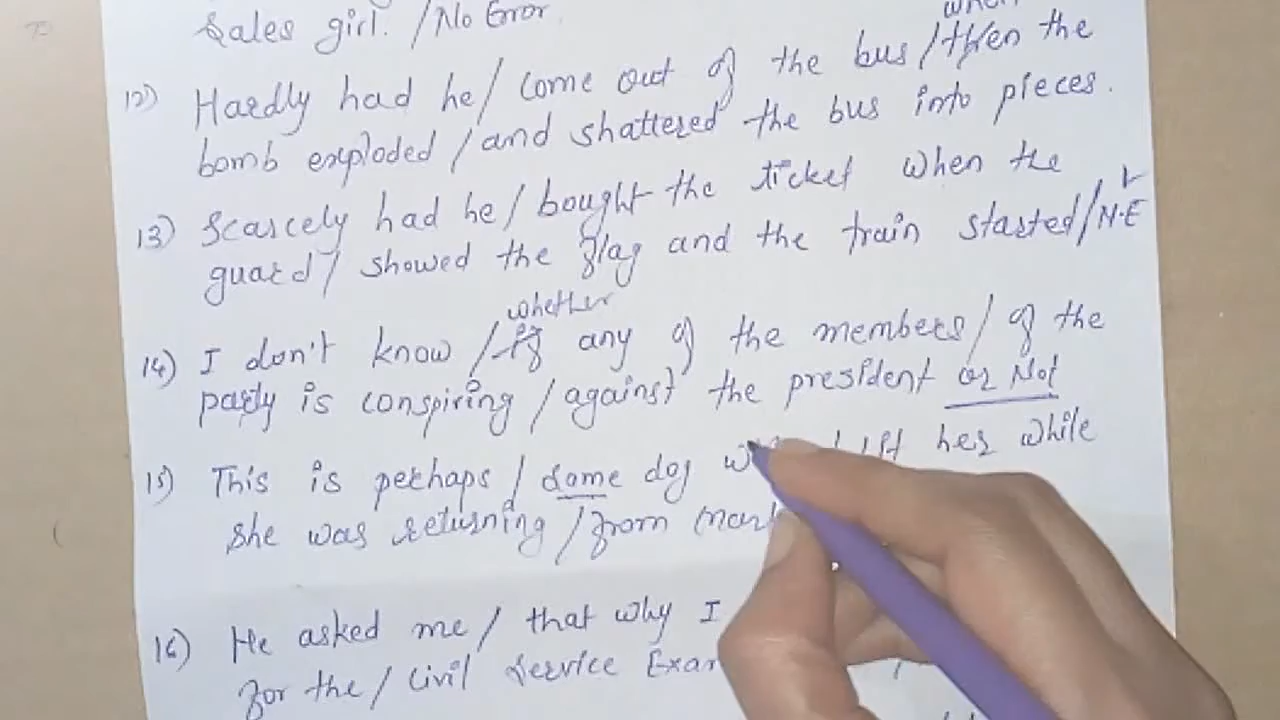 sales girl. / No Error
when
12) Hardly had he / come out of the bus / then the
bomb exploded / and shattered the bus into pieces.
13) Scarcely had he / bought the ticket when the
guard / showed the flag and the train started / N.E
whether
14) I don't know / if any of the members / of the
party is conspiring / against the president or Not
15) This is perhaps / same dog her while
she was returning / from
16) He asked me / that why I
for the / Civil Service